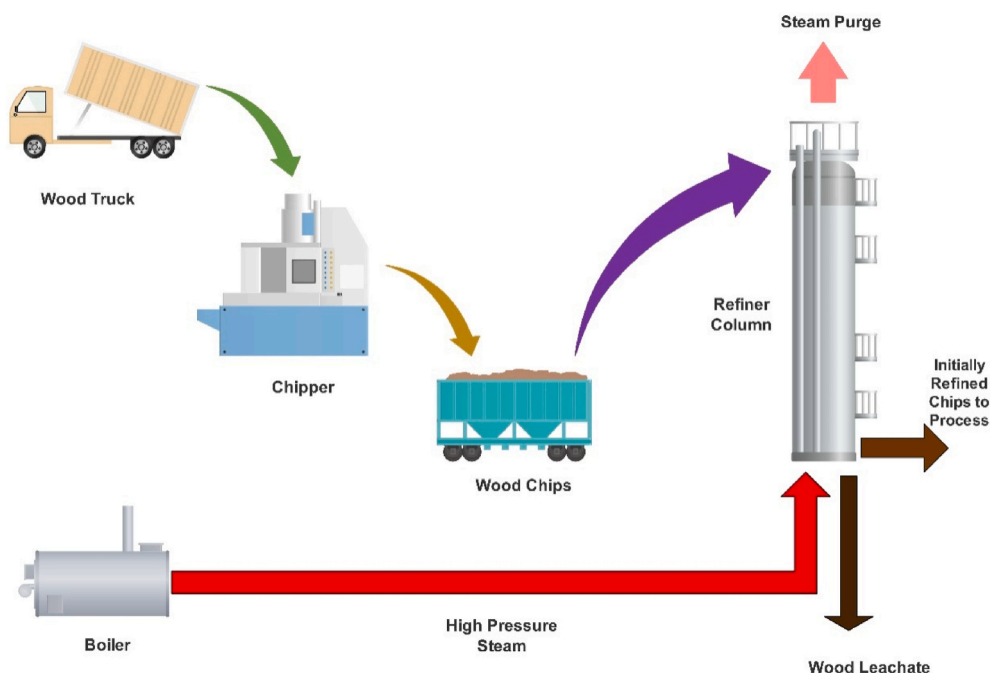 Steam Purge
Wood Truck
Refiner
Column
Chipper
Initially
Refined
Chips to
Process
Wood Chips
Boiler
High Pressure
Steam
Wood Leachate